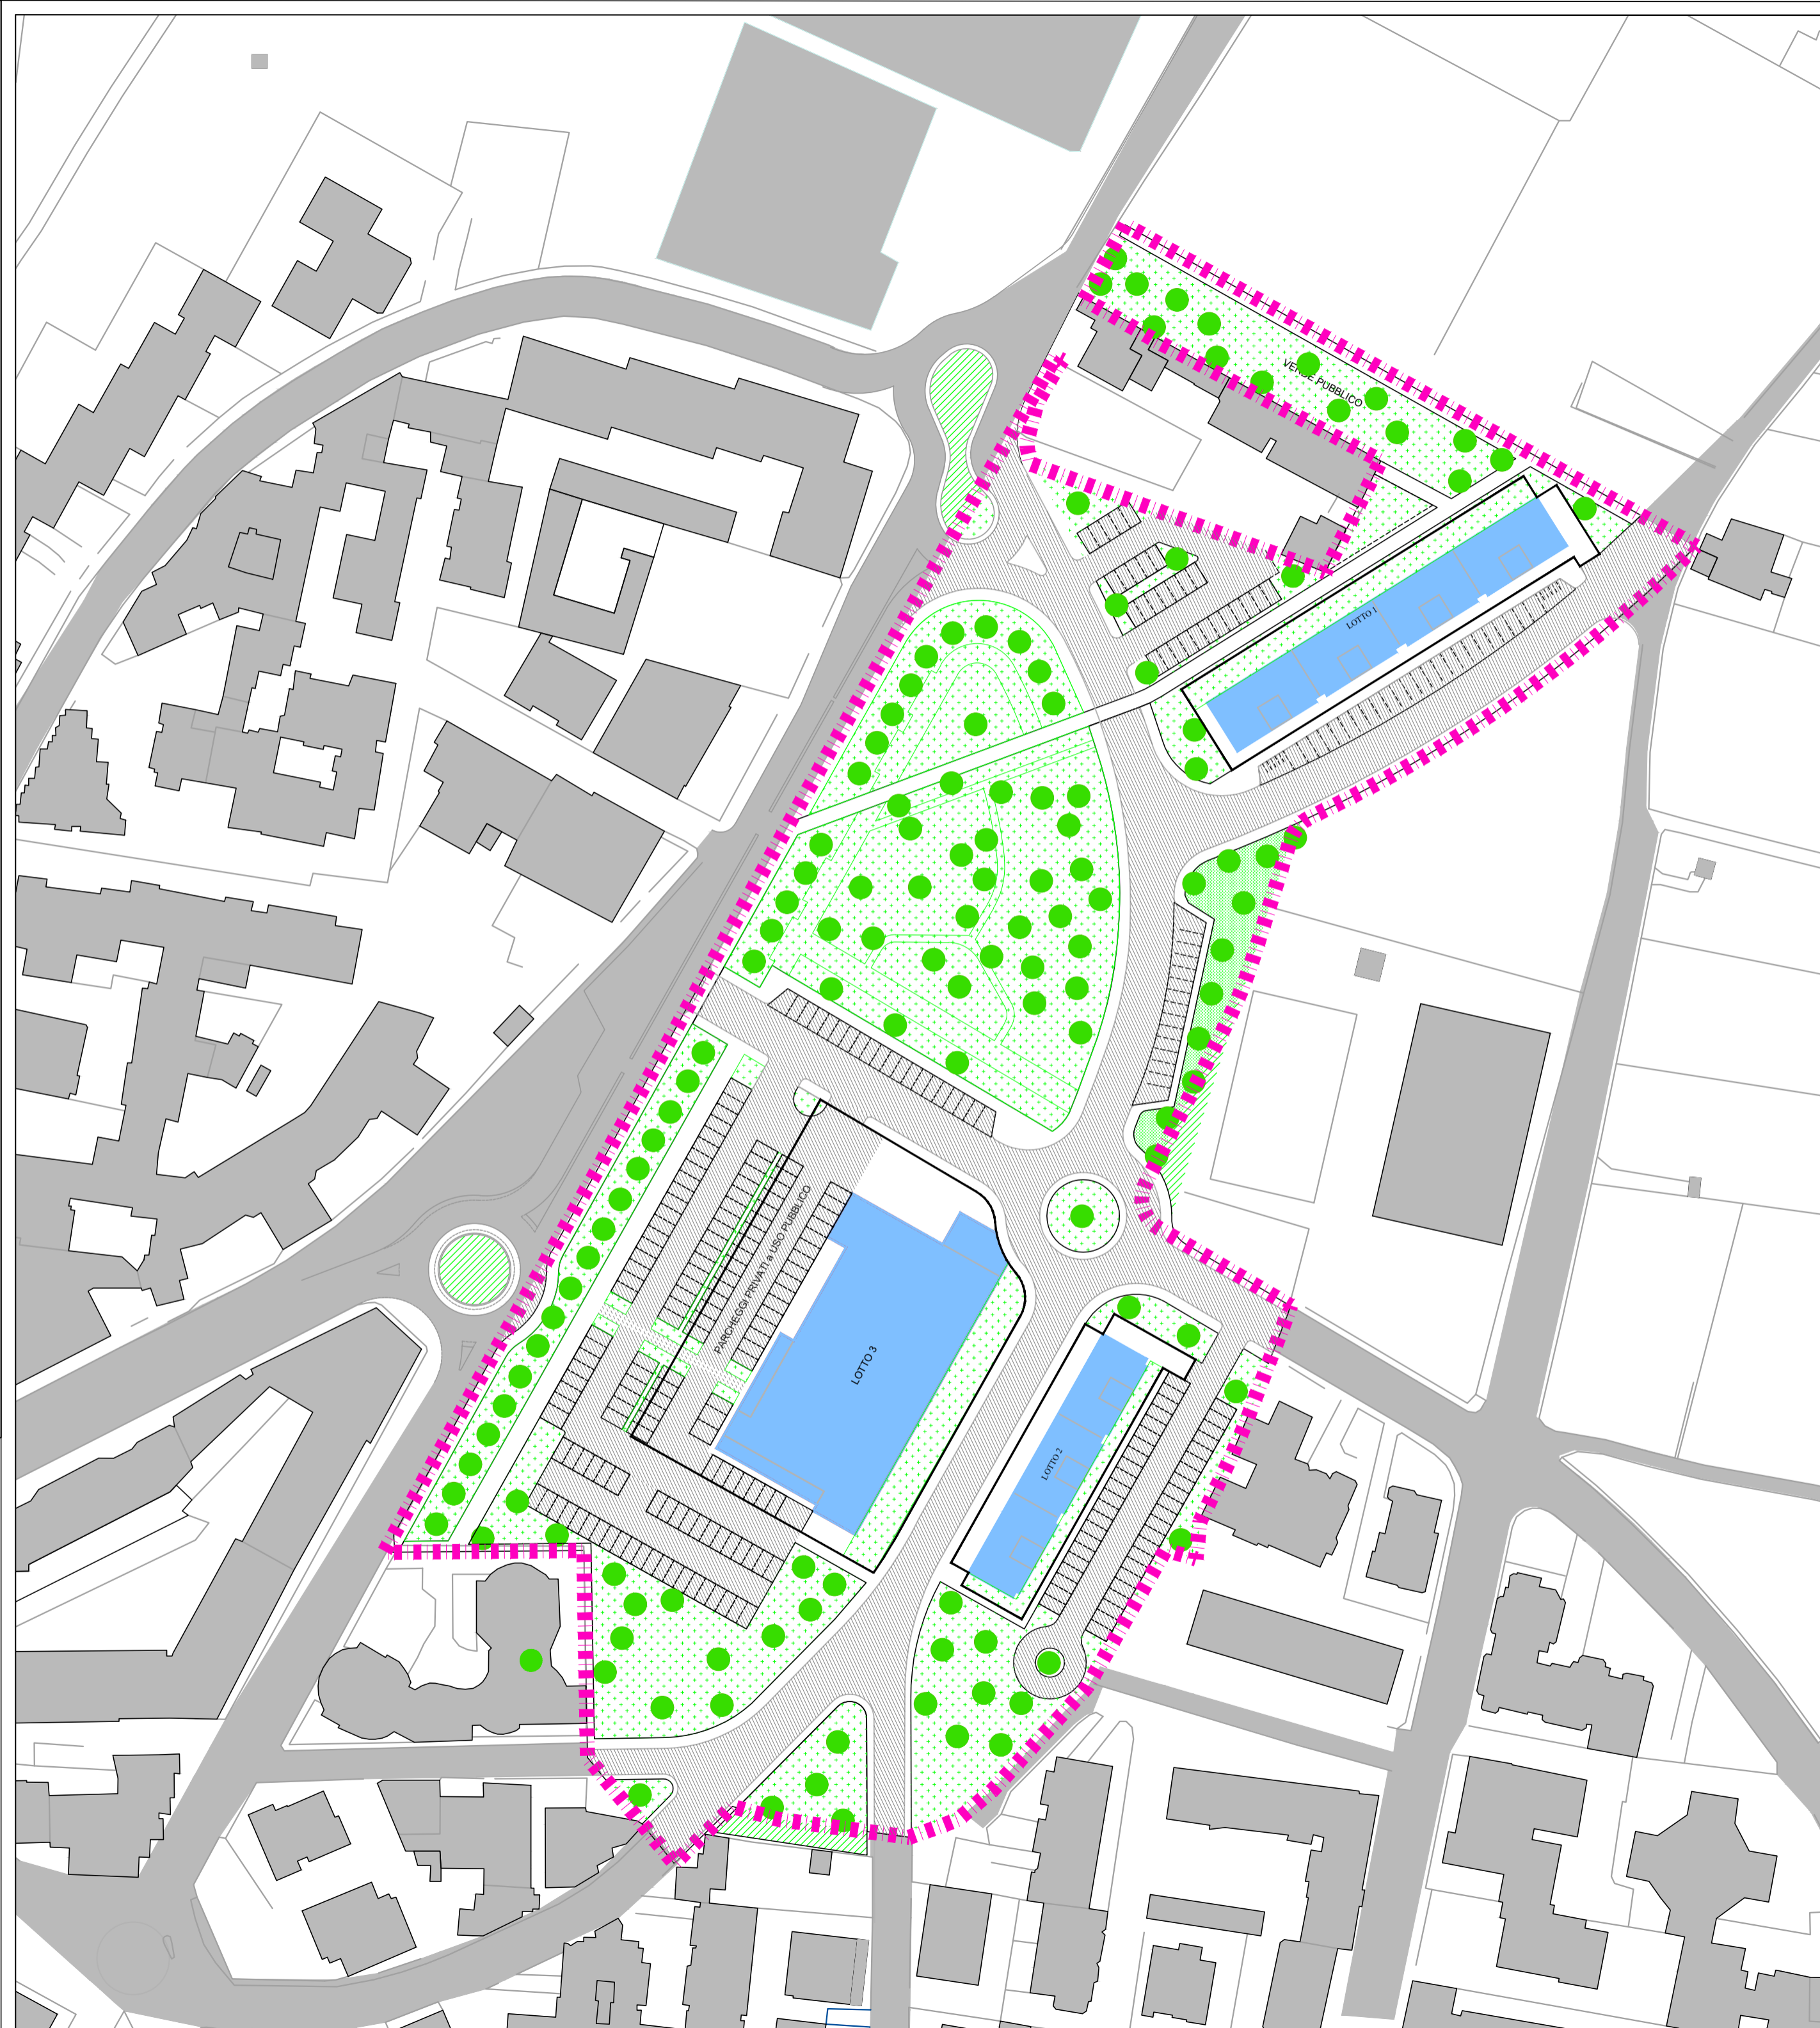 VERDE PUBBLICO
LOTTO 1
PARCHEGGI PRIVATI a USO PUBBLICO
LOTTO 3
LOTTO 2